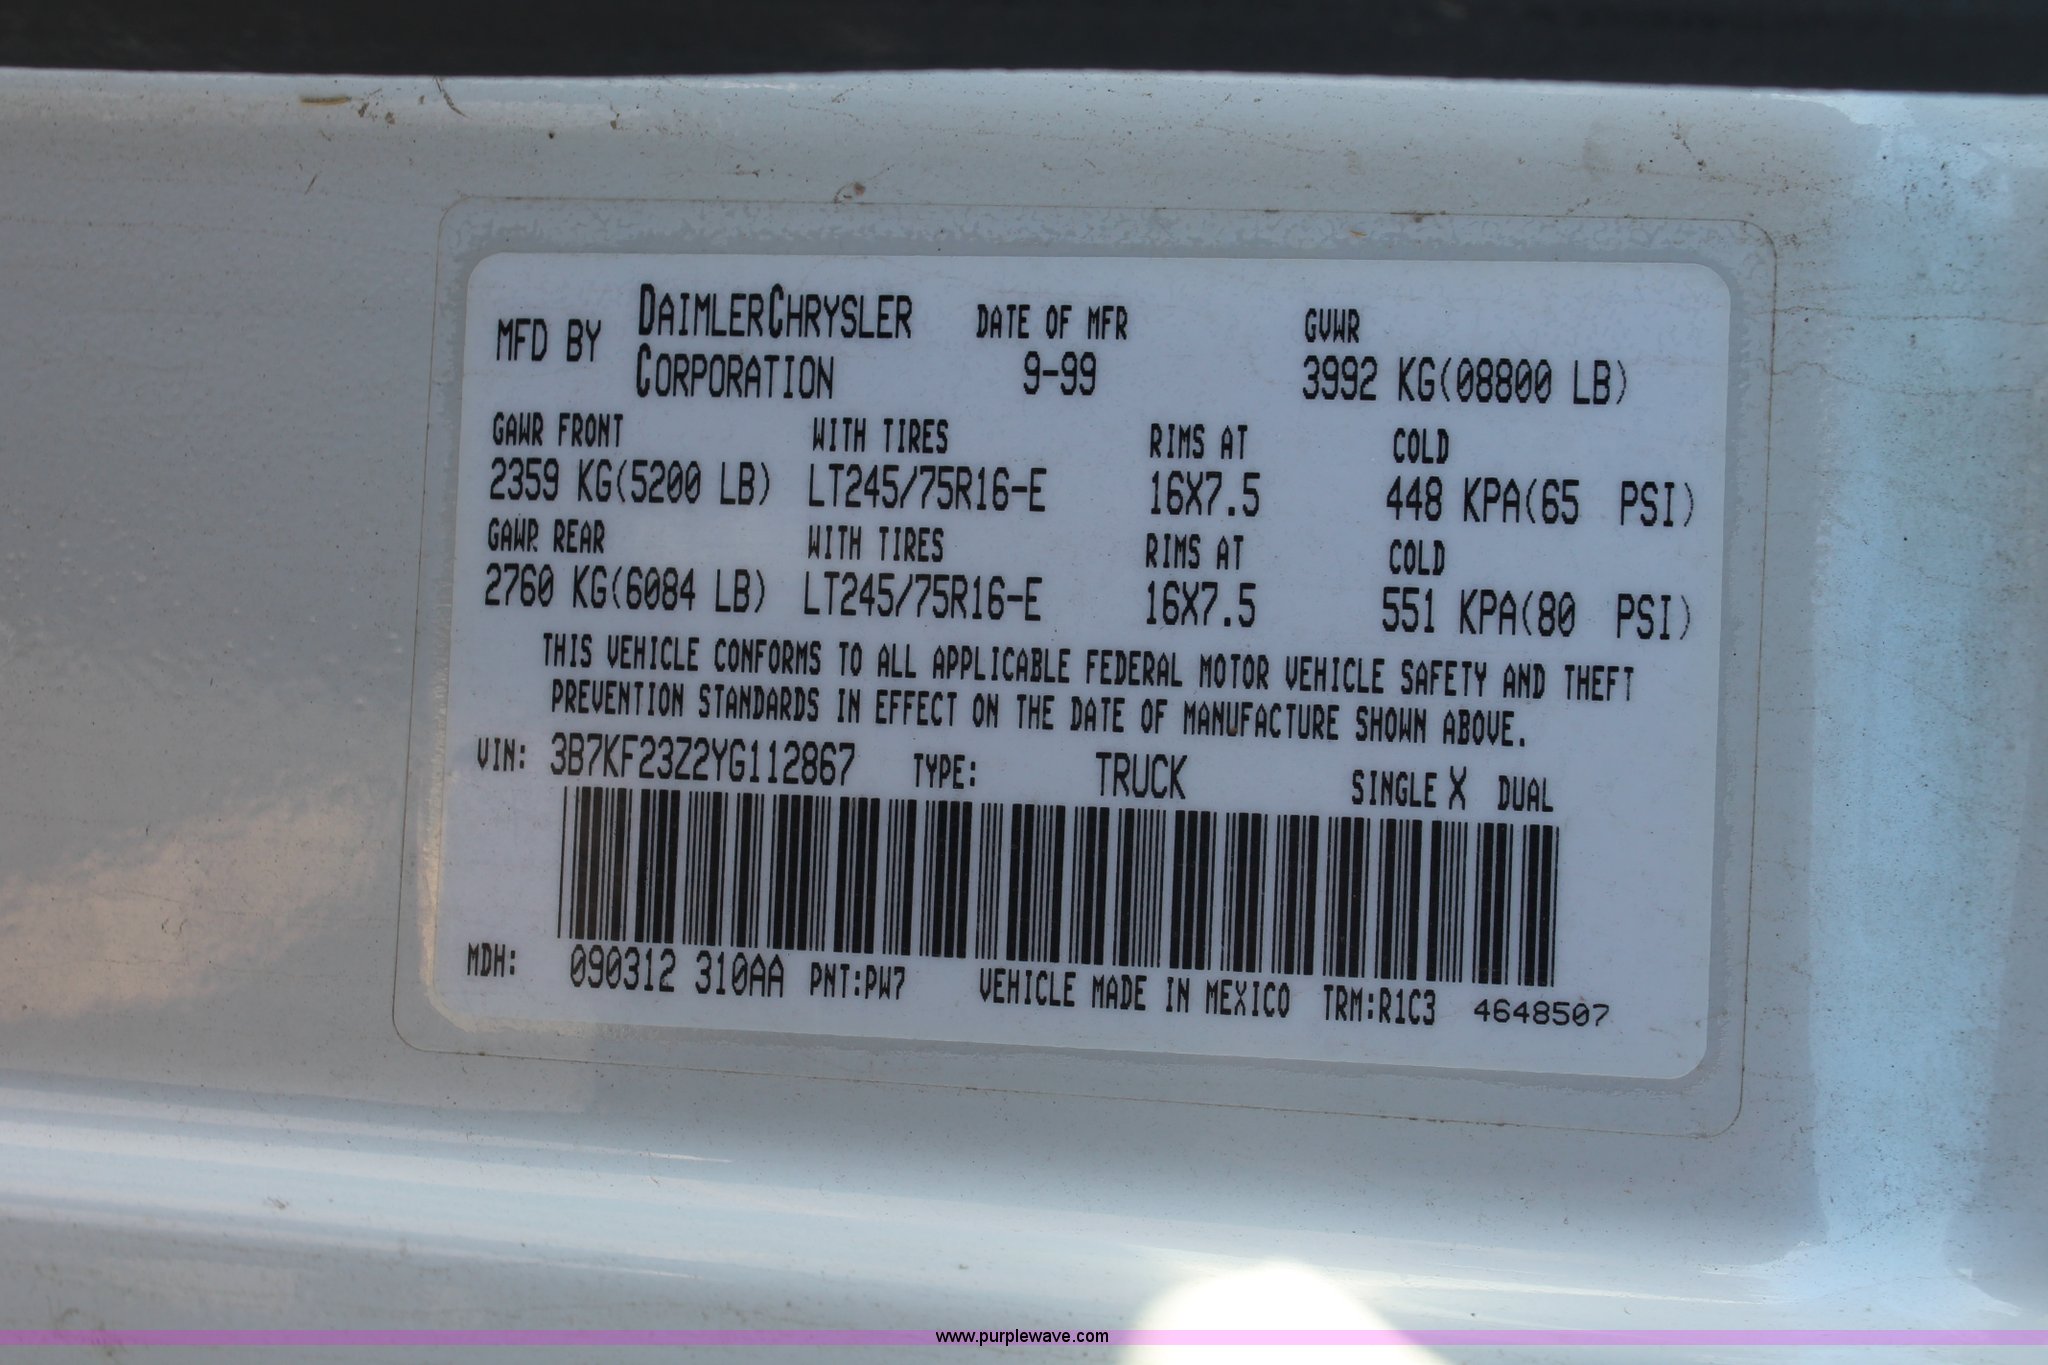 MFD BY DAIMLERCHRYSLER CORPORATION DATE OF MFR 9-99 GVWR 3992 KG(08800 LB)
GAWR FRONT WITH TIRES RIMS AT COLD
2359 KG(5200 LB) LT245/75R16-E 16X7.5 448 KPA(65 PSI)
GAWR REAR WITH TIRES RIMS AT COLD
2760 KG(6084 LB) LT245/75R16-E 16X7.5 551 KPA(80 PSI)
THIS VEHICLE CONFORMS TO ALL APPLICABLE FEDERAL MOTOR VEHICLE SAFETY AND THEFT
PREVENTION STANDARDS IN EFFECT ON THE DATE OF MANUFACTURE SHOWN ABOVE.
VIN: 3B7KF23Z2YG112867 TYPE: TRUCK SINGLE X DUAL
MDH: 090312 310AA PNT:PW7 VEHICLE MADE IN MEXICO TRM:R1C3 4648507
www.purplewave.com